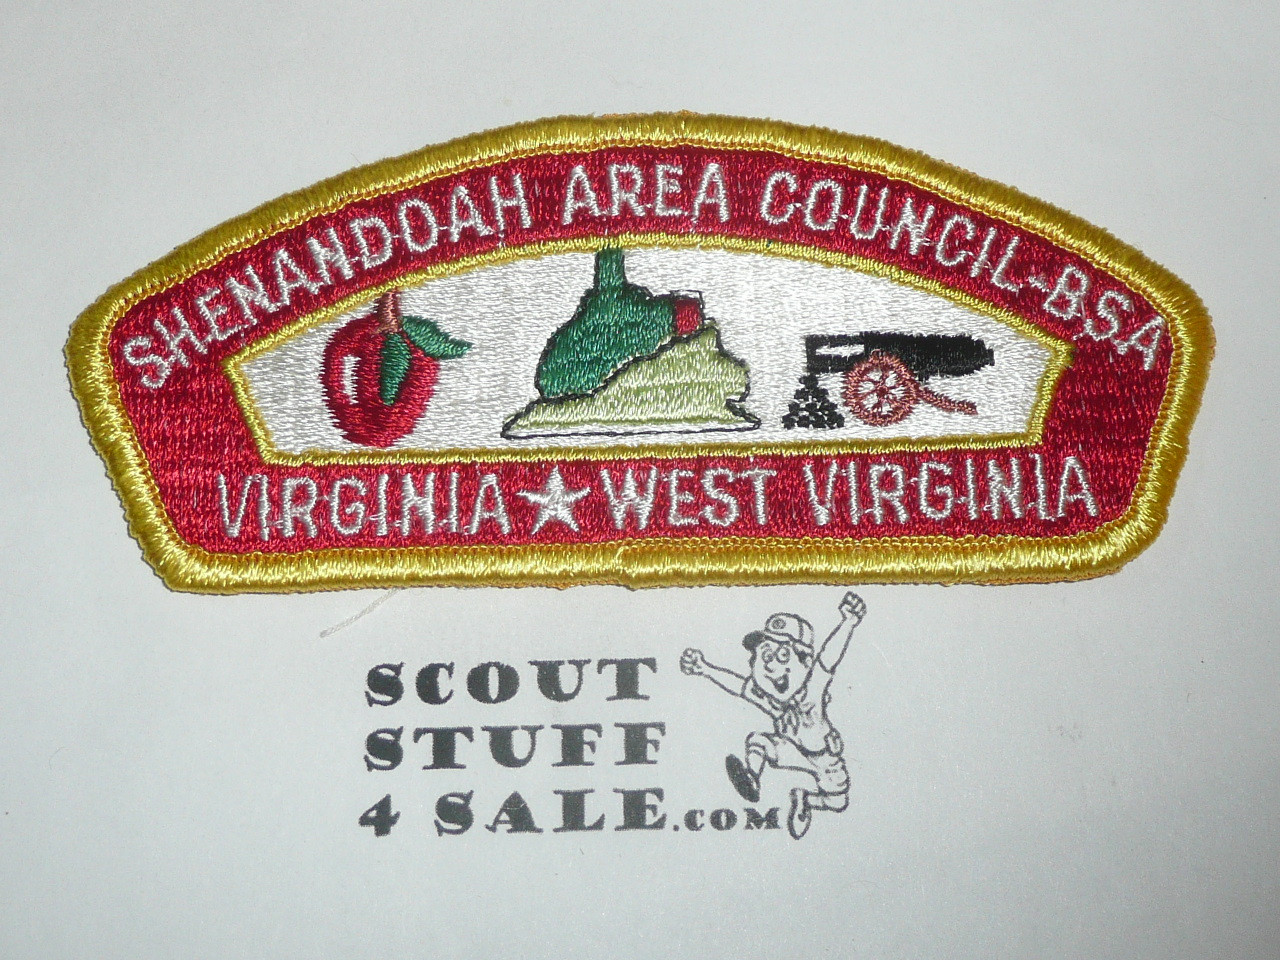 SHENANDOAH AREA COUNCIL-BSA
VIRGINIA★WEST VIRGINIA
SCOUT
STUFF
4 SALE.COM